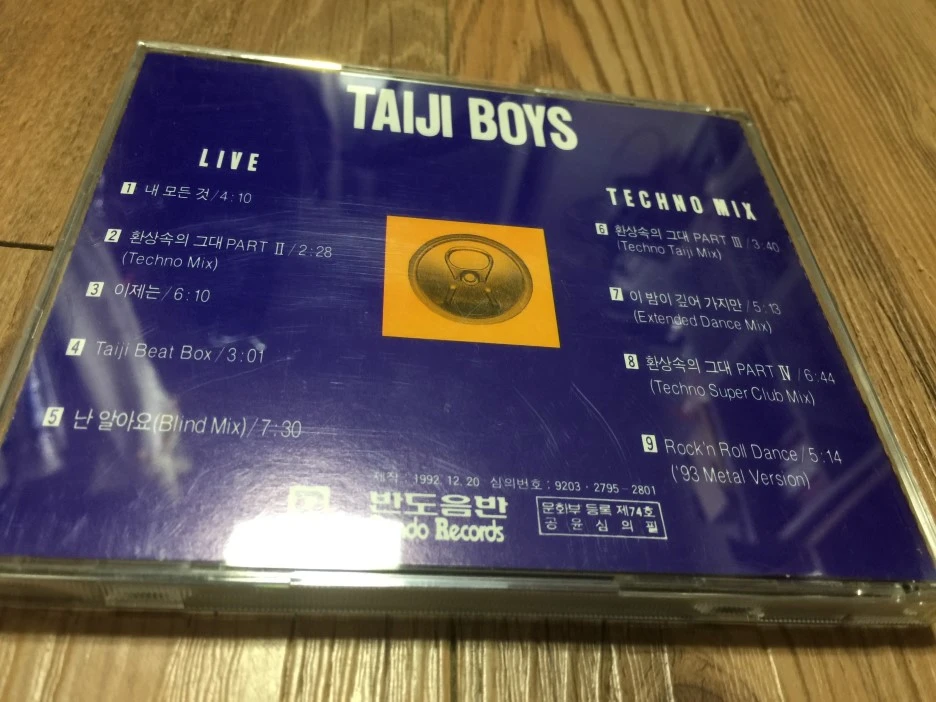 TAIJI BOYS
LIVE
1 내 모든 것/4:10
2 환상속의 그대 PART Ⅱ/2:28
(Techno Mix)
3 이제는/6:10
4 Taiji Beat Box/3:01
5 난 알아요(Blind Mix)/7:30
TECHNO MIX
6 환상속의 그대 PART Ⅲ/3:40
(Techno Taiji Mix)
7 이 밤이 깊어 가지만/5:13
(Extended Dance Mix)
8 환상속의 그대 PART Ⅳ/6:44
(Techno Super Club Mix)
9 Rock'n Roll Dance/5:14
('93 Metal Version)
제작:1992. 12. 20 심의번호:9203·2795-2801
반도음반
Records
문화부 등록 제74호
공 윤 심 의 필